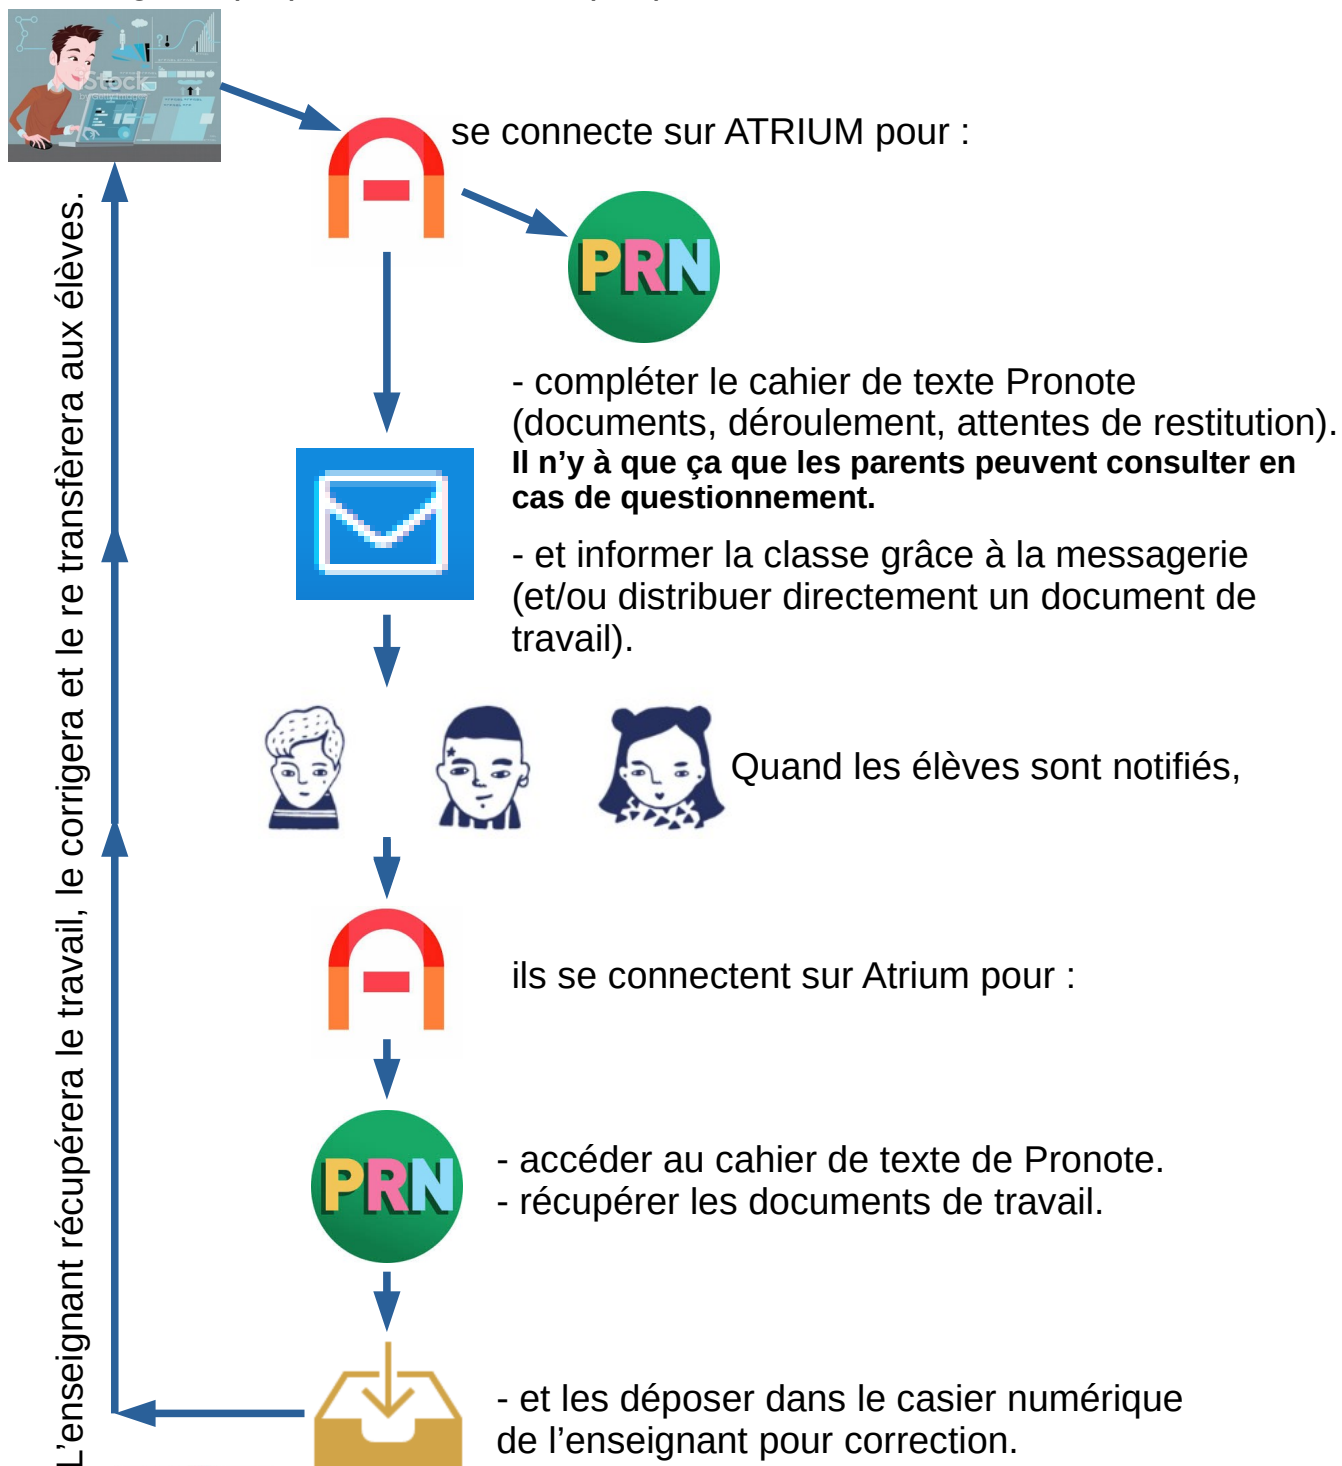 iStock
se connecte sur ATRIUM pour :
PRN
- compléter le cahier de texte Pronote
(documents, déroulement, attentes de restitution).
Il n’y à que ça que les parents peuvent consulter en
cas de questionnement.
- et informer la classe grâce à la messagerie
(et/ou distribuer directement un document de
travail).
Quand les élèves sont notifiés,
ils se connectent sur Atrium pour :
PRN
- accéder au cahier de texte de Pronote.
- récupérer les documents de travail.
- et les déposer dans le casier numérique
de l’enseignant pour correction.
L’enseignant récupérera le travail, le corrigera et le re transfèrera aux élèves.